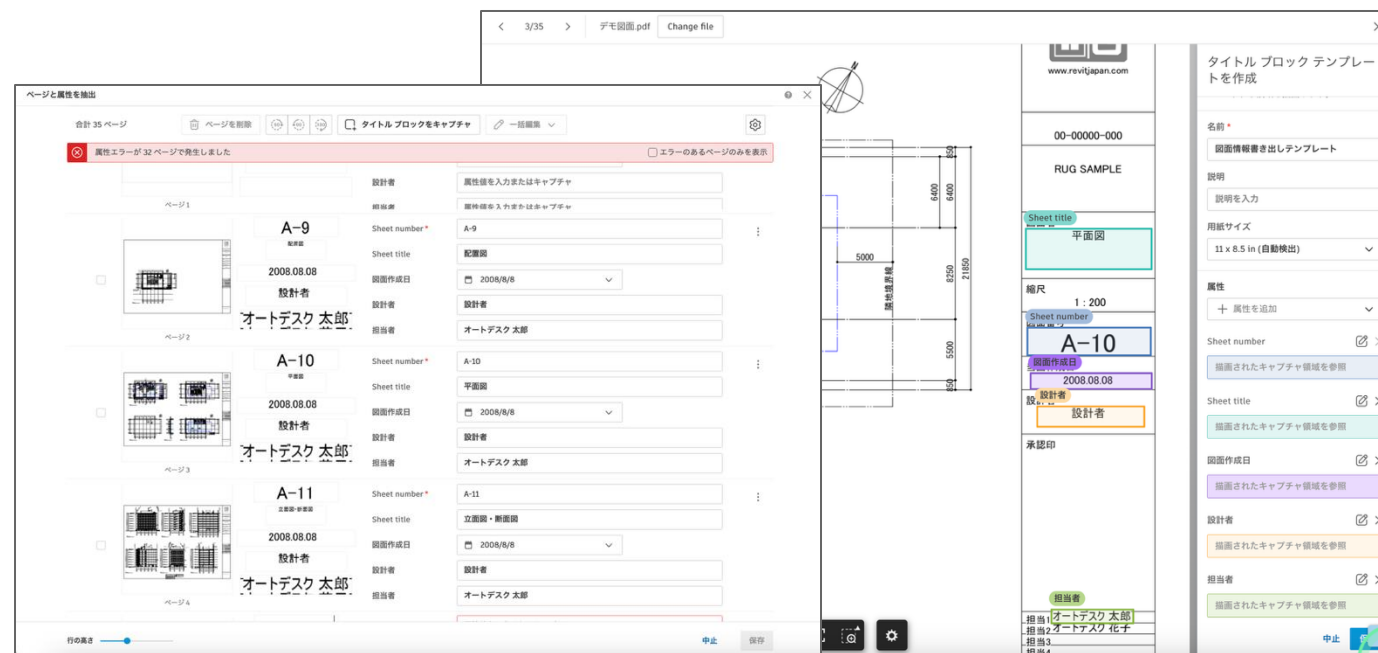 3/35
デモ図面.pdf
Change file
ページと属性を抽出
合計 35 ページ
ページを削除
タイトル ブロックをキャプチャ
一括編集
属性エラーが 32 ページで発生しました
エラーのあるページのみを表示
設計者
属性値を入力またはキャプチャ
担当者
属性値を入力またはキャプチャ
ページ 1
A-9
配置図
2008.08.08
設計者
オートデスク 太郎
ページ 2
Sheet number*
A-9
Sheet title
配置図
図面作成日
2008/8/8
設計者
設計者
担当者
オートデスク 太郎
A-10
平面図
2008.08.08
設計者
オートデスク 太郎
ページ 3
Sheet number*
A-10
Sheet title
平面図
図面作成日
2008/8/8
設計者
設計者
担当者
オートデスク 太郎
A-11
立面図・断面図
2008.08.08
設計者
オートデスク 太郎
ページ 4
Sheet number*
A-11
Sheet title
立面図・断面図
図面作成日
2008/8/8
設計者
設計者
担当者
オートデスク 太郎
行の高さ
中止
保存
N
850
6400
6400
5000
隣地境界線
8250
21850
5500
850
www.revitjapan.com
00-00000-000
RUG SAMPLE
Sheet title
平面図
縮尺
1 : 200
Sheet number
A-10
図面作成日
2008.08.08
設計者
設計者
承認印
担当者
担当1 オートデスク 太郎
担当2 オートデスク 花子
担当3
担当4
タイトル ブロック テンプレー
トを作成
名前 *
図面情報書き出しテンプレート
説明
説明を入力
用紙サイズ
11 x 8.5 in (自動検出)
属性
属性を追加
Sheet number
描画されたキャプチャ領域を参照
Sheet title
描画されたキャプチャ領域を参照
図面作成日
描画されたキャプチャ領域を参照
設計者
描画されたキャプチャ領域を参照
担当者
描画されたキャプチャ領域を参照
中止